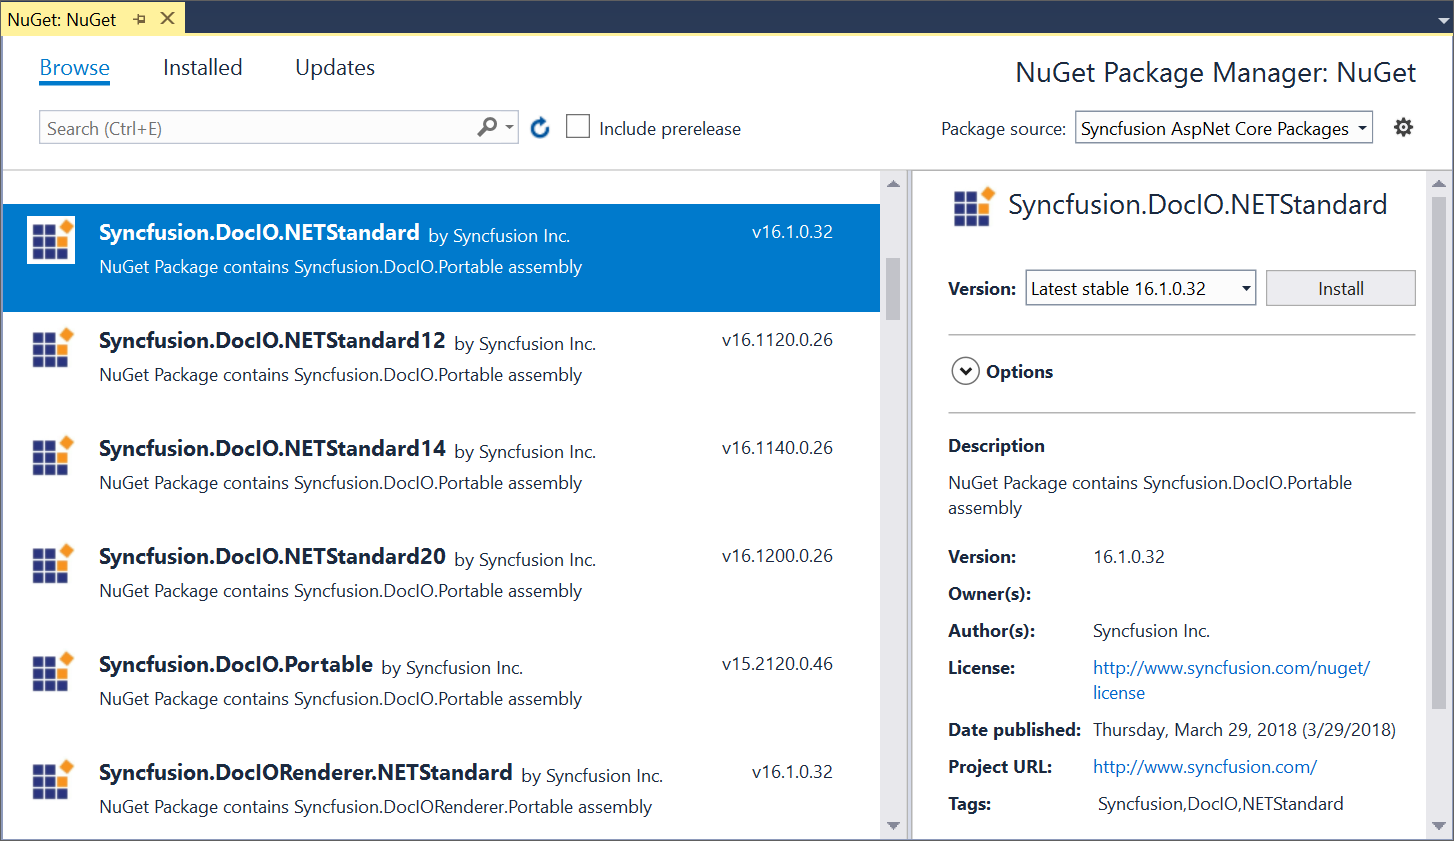 NuGet: NuGet
Browse Installed Updates
NuGet Package Manager: NuGet
Search (Ctrl+E)
Include prerelease
Package source: Syncfusion AspNet Core Packages
Syncfusion.DocIO.NETStandard by Syncfusion Inc. v16.1.0.32
NuGet Package contains Syncfusion.DocIO.Portable assembly
Syncfusion.DocIO.NETStandard12 by Syncfusion Inc. v16.1120.0.26
NuGet Package contains Syncfusion.DocIO.Portable assembly
Syncfusion.DocIO.NETStandard14 by Syncfusion Inc. v16.1140.0.26
NuGet Package contains Syncfusion.DocIO.Portable assembly
Syncfusion.DocIO.NETStandard20 by Syncfusion Inc. v16.1200.0.26
NuGet Package contains Syncfusion.DocIO.Portable assembly
Syncfusion.DocIO.Portable by Syncfusion Inc. v15.2120.0.46
NuGet Package contains Syncfusion.DocIO.Portable assembly
Syncfusion.DocIORenderer.NETStandard by Syncfusion Inc. v16.1.0.32
NuGet Package contains Syncfusion.DocIORenderer.Portable assembly
Syncfusion.DocIO.NETStandard
Version: Latest stable 16.1.0.32 Install
Options
Description
NuGet Package contains Syncfusion.DocIO.Portable
assembly
Version: 16.1.0.32
Owner(s):
Author(s): Syncfusion Inc.
License: http://www.syncfusion.com/nuget/
license
Date published: Thursday, March 29, 2018 (3/29/2018)
Project URL: http://www.syncfusion.com/
Tags: Syncfusion,DocIO,NETStandard